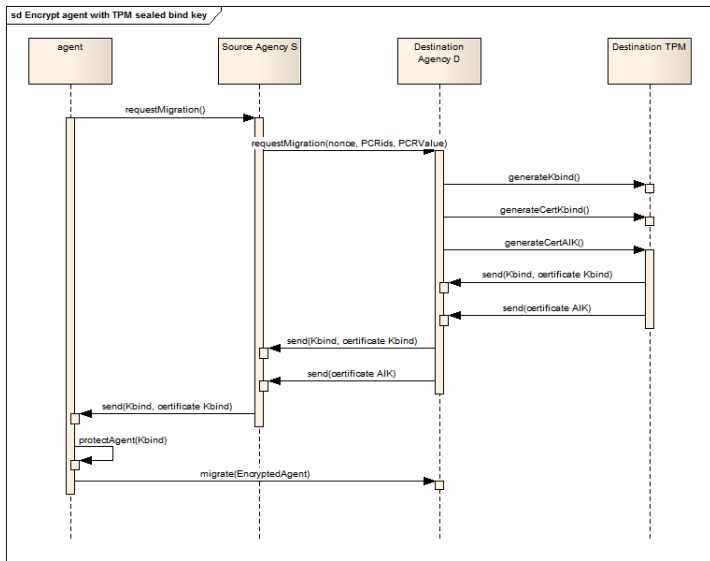 sd Encrypt agent with TPM sealed bind key
agent
Source Agency S
Destination
Agency D
Destination TPM
requestMigration()
requestMigration(nonce, PCRids, PCRValue)
generateKbind()
generateCertKbind()
generateCertAIK()
send(Kbind, certificate Kbind)
send(certificate AIK)
send(Kbind, certificate Kbind)
send(certificate AIK)
send(Kbind, certificate Kbind)
protectAgent(Kbind)
migrate(EncryptedAgent)